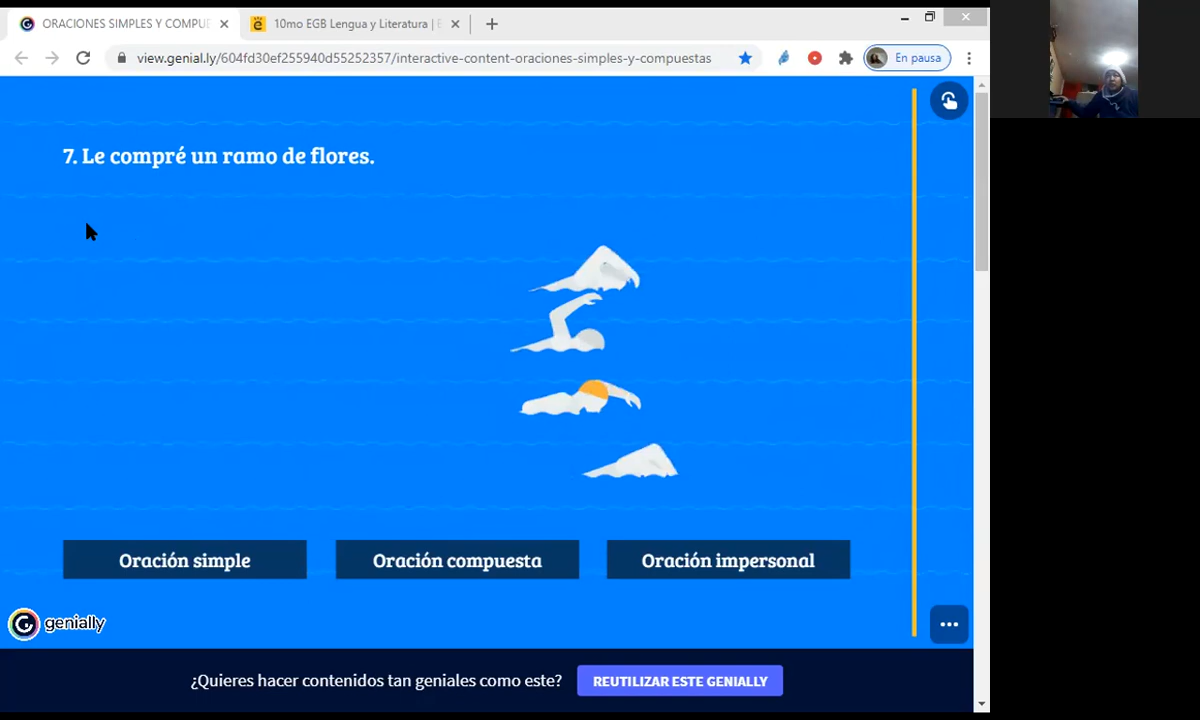 ORACIONES SIMPLES Y COMPUE
10mo EGB Lengua y Literatura | E
view.genial.ly/604fd30ef255940d55252357/interactive-content-oraciones-simples-y-compuestas
En pausa
7. Le compré un ramo de flores.
Oración simple
Oración compuesta
Oración impersonal
genially
¿Quieres hacer contenidos tan geniales como este?
REUTILIZAR ESTE GENIALLY